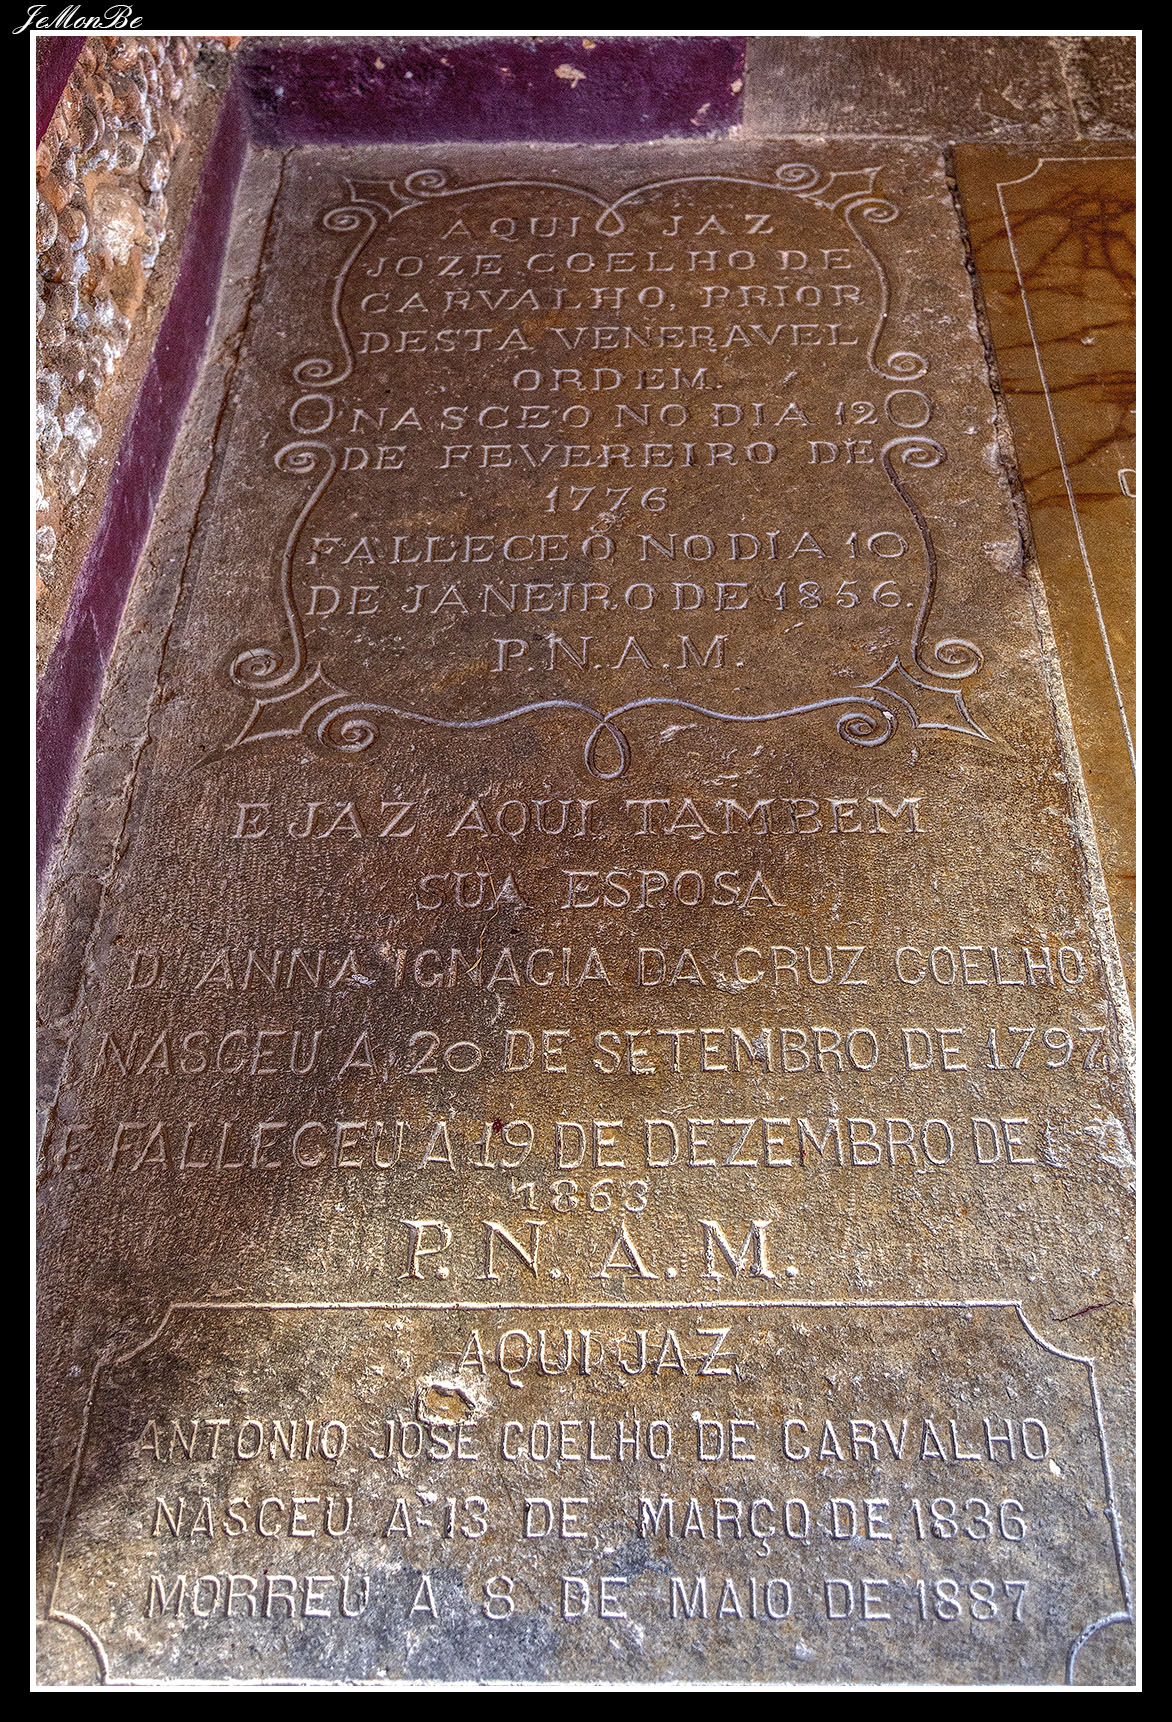 JeMonBe
AQUI JAZ
JOZE COELHO DE
CARVALHO, PRIOR
DESTA VENERAVEL
ORDEM.
NASCEO NO DIA 12
DE FEVEREIRO DE
1776
FALLECEO NO DIA 10
DE JANEIRO DE 1856.
P.N.A.M.
E JAZ AQUI TAMBEM
SUA ESPOSA
D. ANNA IGNACIA DA CRUZ COELHO
NASCEU A 20 DE SETEMBRO DE 1797
E FALLECEU A 19 DE DEZEMBRO DE
1863
P.N.A.M.
AQUI JAZ
ANTONIO JOSÉ COELHO DE CARVALHO
NASCEU A 13 DE MARÇO DE 1836
MORREU A 8 DE MAIO DE 1887